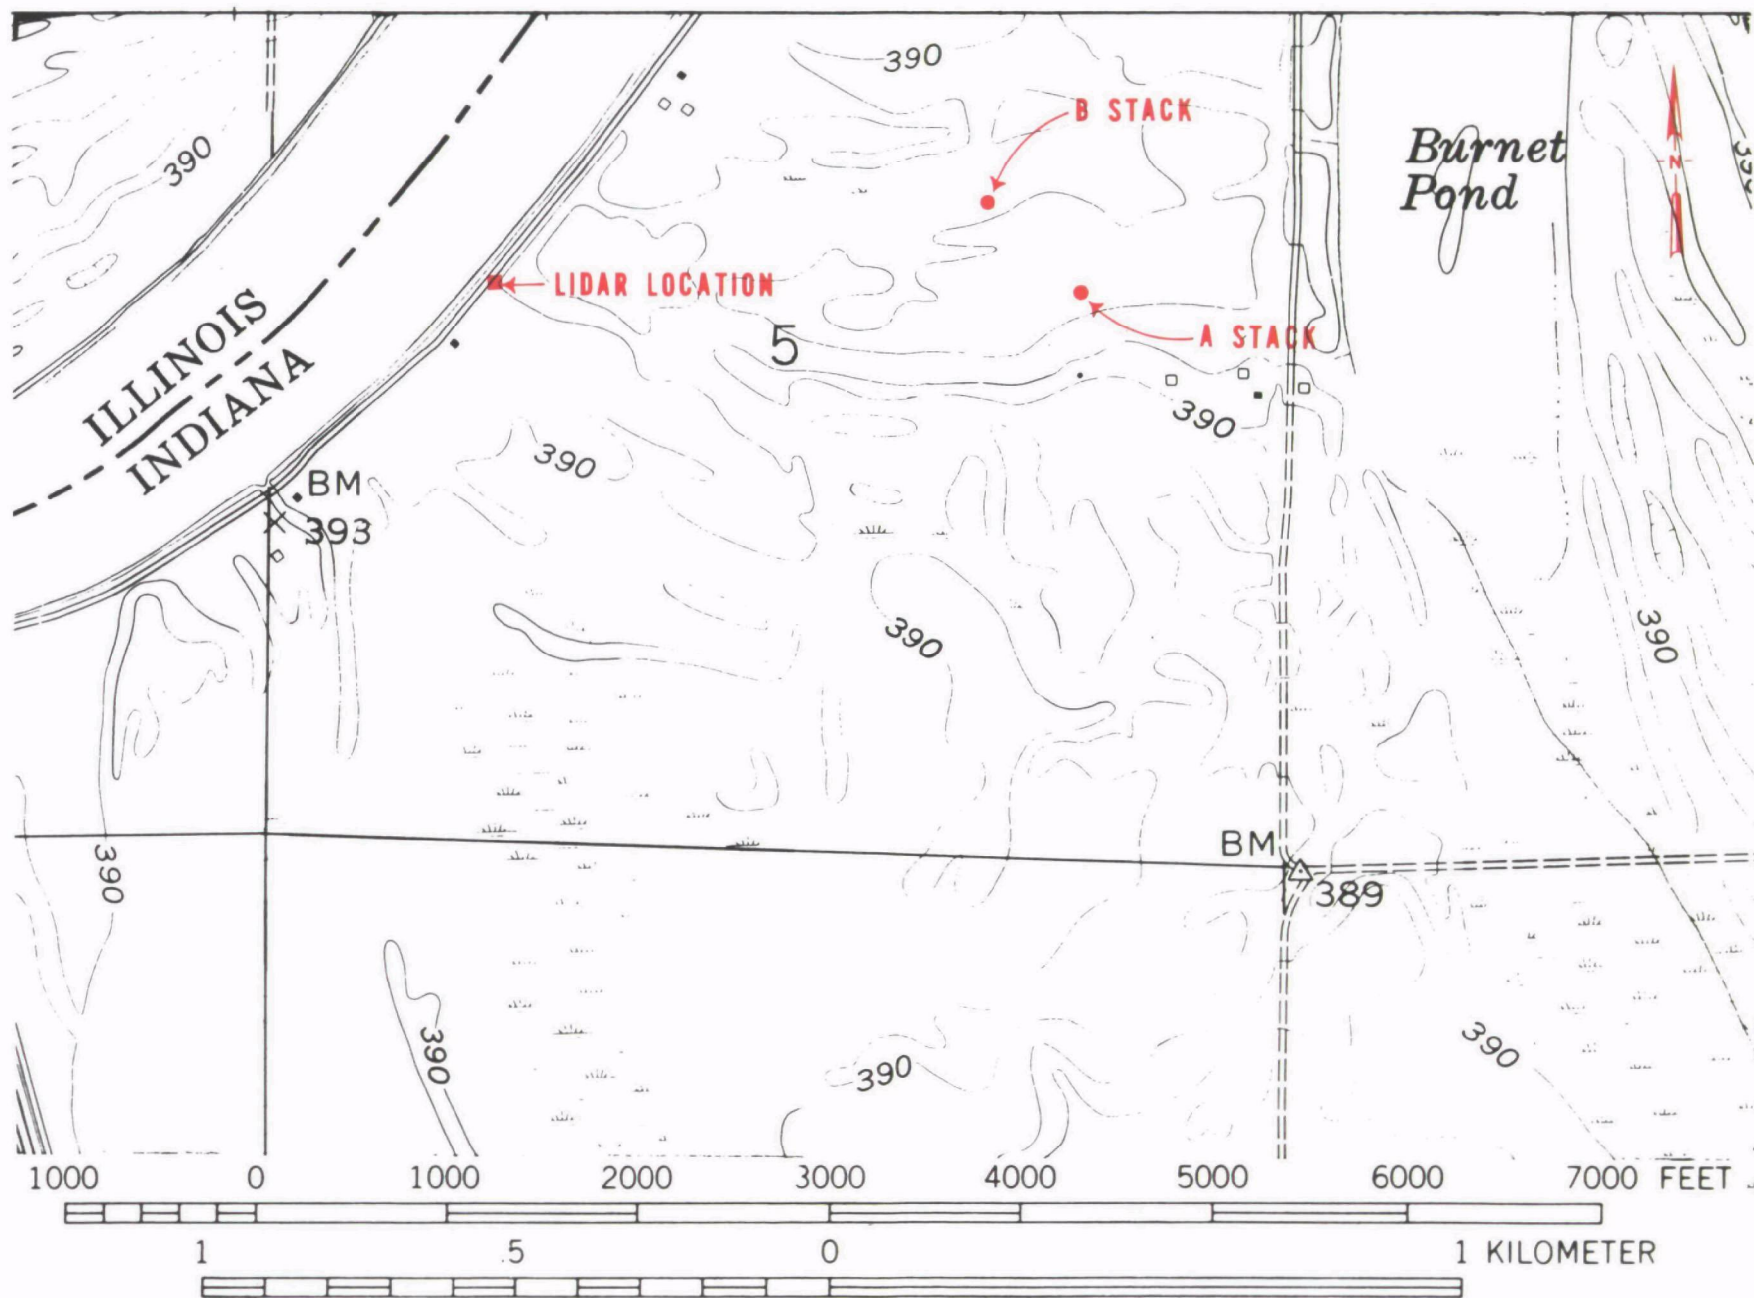 390
B STACK
390
Burnet
Pond
N
LIDAR LOCATION
ILLINOIS
INDIANA
5
A STACK
390
390
BM
393
390
390
BM
389
390
390
390
390
1000 0 1000 2000 3000 4000 5000 6000 7000 FEET
1 .5 0 1 KILOMETER